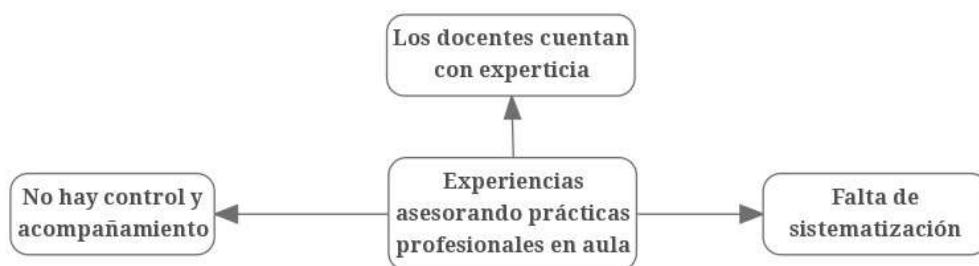 Los docentes cuentan
con experticia
No hay control y
acompañamiento
Experiencias
asesorando prácticas
profesionales en aula
Falta de
sistematización